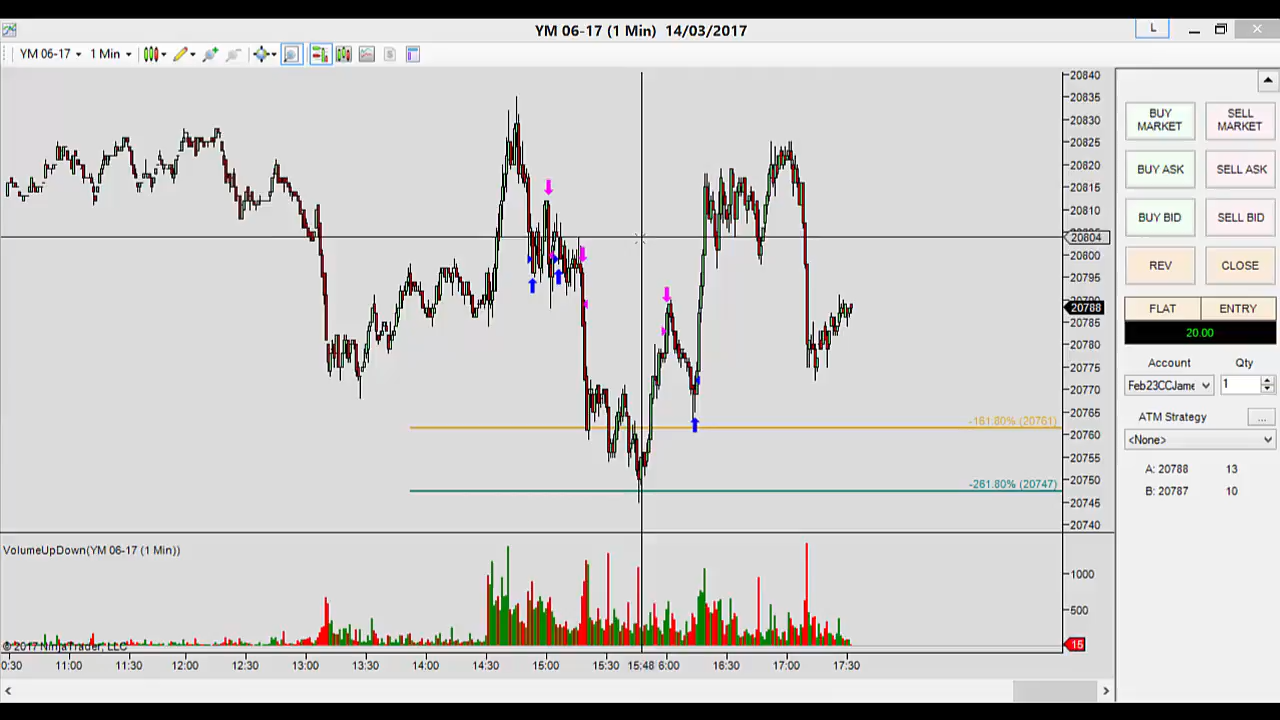 YM 06-17 (1 Min)  14/03/2017
L
YM 06-17
1 Min
20840
20835
20830
20825
20820
20815
20810
20804
20800
20795
20788
20785
20780
20775
20770
20765
20760
20755
20750
20745
20740
-161.80% (20761)
-261.80% (20747)
VolumeUpDown(YM 06-17 (1 Min))
1000
500
15
© 2017 NinjaTrader, LLC
0:30 11:00 11:30 12:00 12:30 13:00 13:30 14:00 14:30 15:00 15:30 15:48 6:00 16:30 17:00 17:30
BUY MARKET
SELL MARKET
BUY ASK
SELL ASK
BUY BID
SELL BID
REV
CLOSE
FLAT
ENTRY
20.00
Account
Qty
Feb23CCJame
1
ATM Strategy
...
<None>
A: 20788 13
B: 20787 10